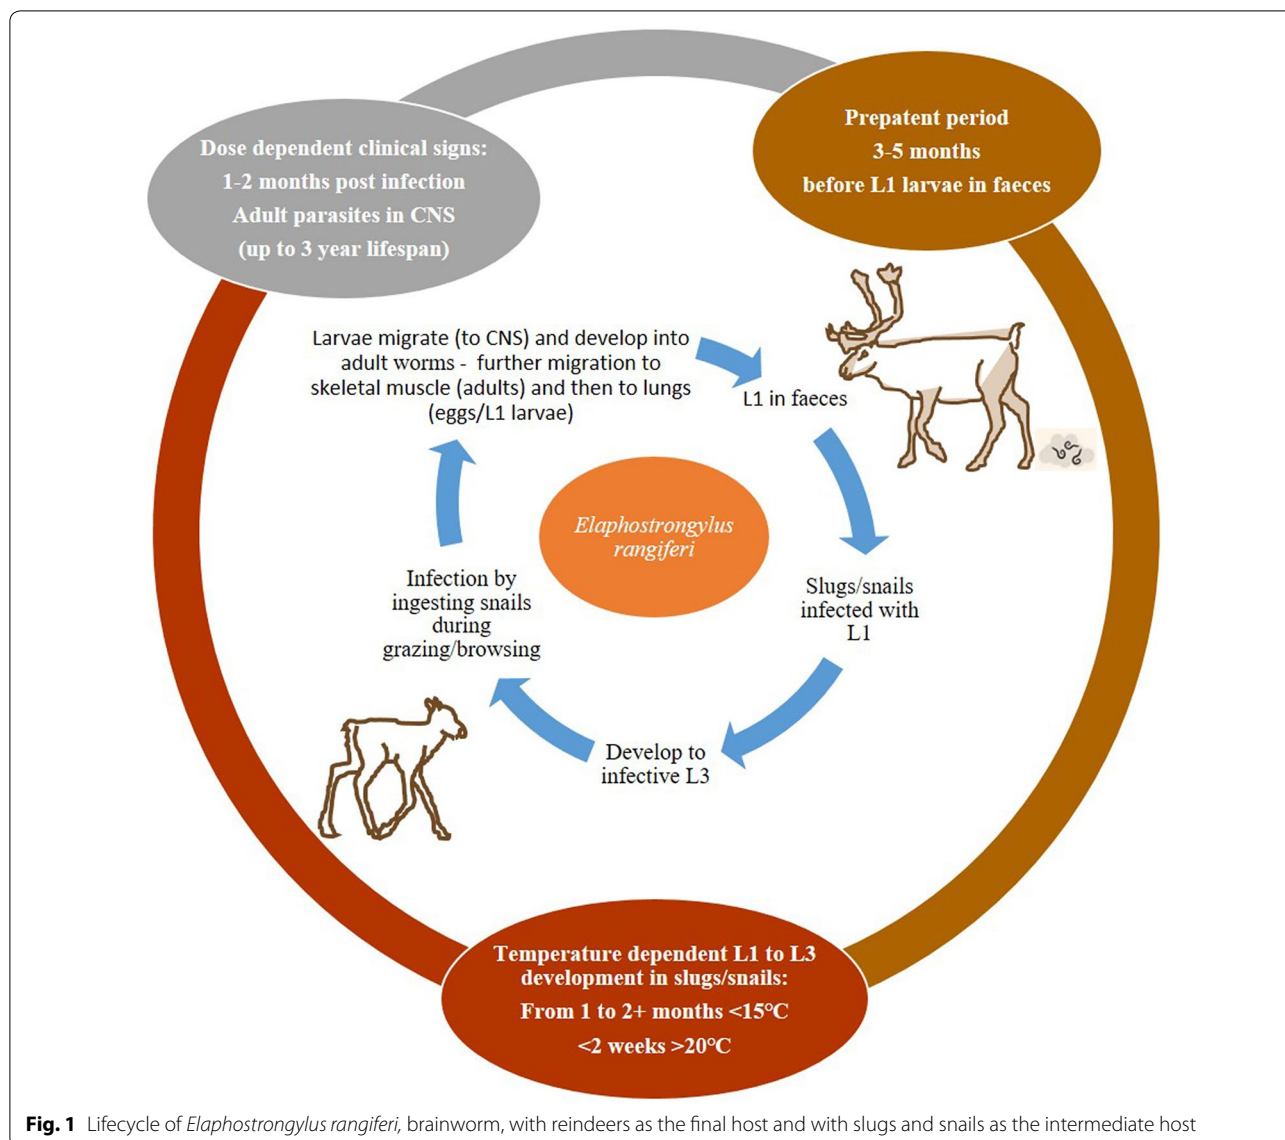 Dose dependent clinical signs:
1-2 months post infection
Adult parasites in CNS
(up to 3 year lifespan)
Prepatent period
3-5 months
before L1 larvae in faeces
Larvae migrate (to CNS) and develop into
adult worms - further migration to
skeletal muscle (adults) and then to lungs
(eggs/L1 larvae)
L1 in faeces
Elaphostrongylus
rangiferi
Slugs/snails
infected with
L1
Infection by
ingesting snails
during
grazing/browsing
Develop to
infective L3
Temperature dependent L1 to L3
development in slugs/snails:
From 1 to 2+ months <15°C
<2 weeks >20°C
Fig. 1 Lifecycle of Elaphostrongylus rangiferi, brainworm, with reindeers as the final host and with slugs and snails as the intermediate host